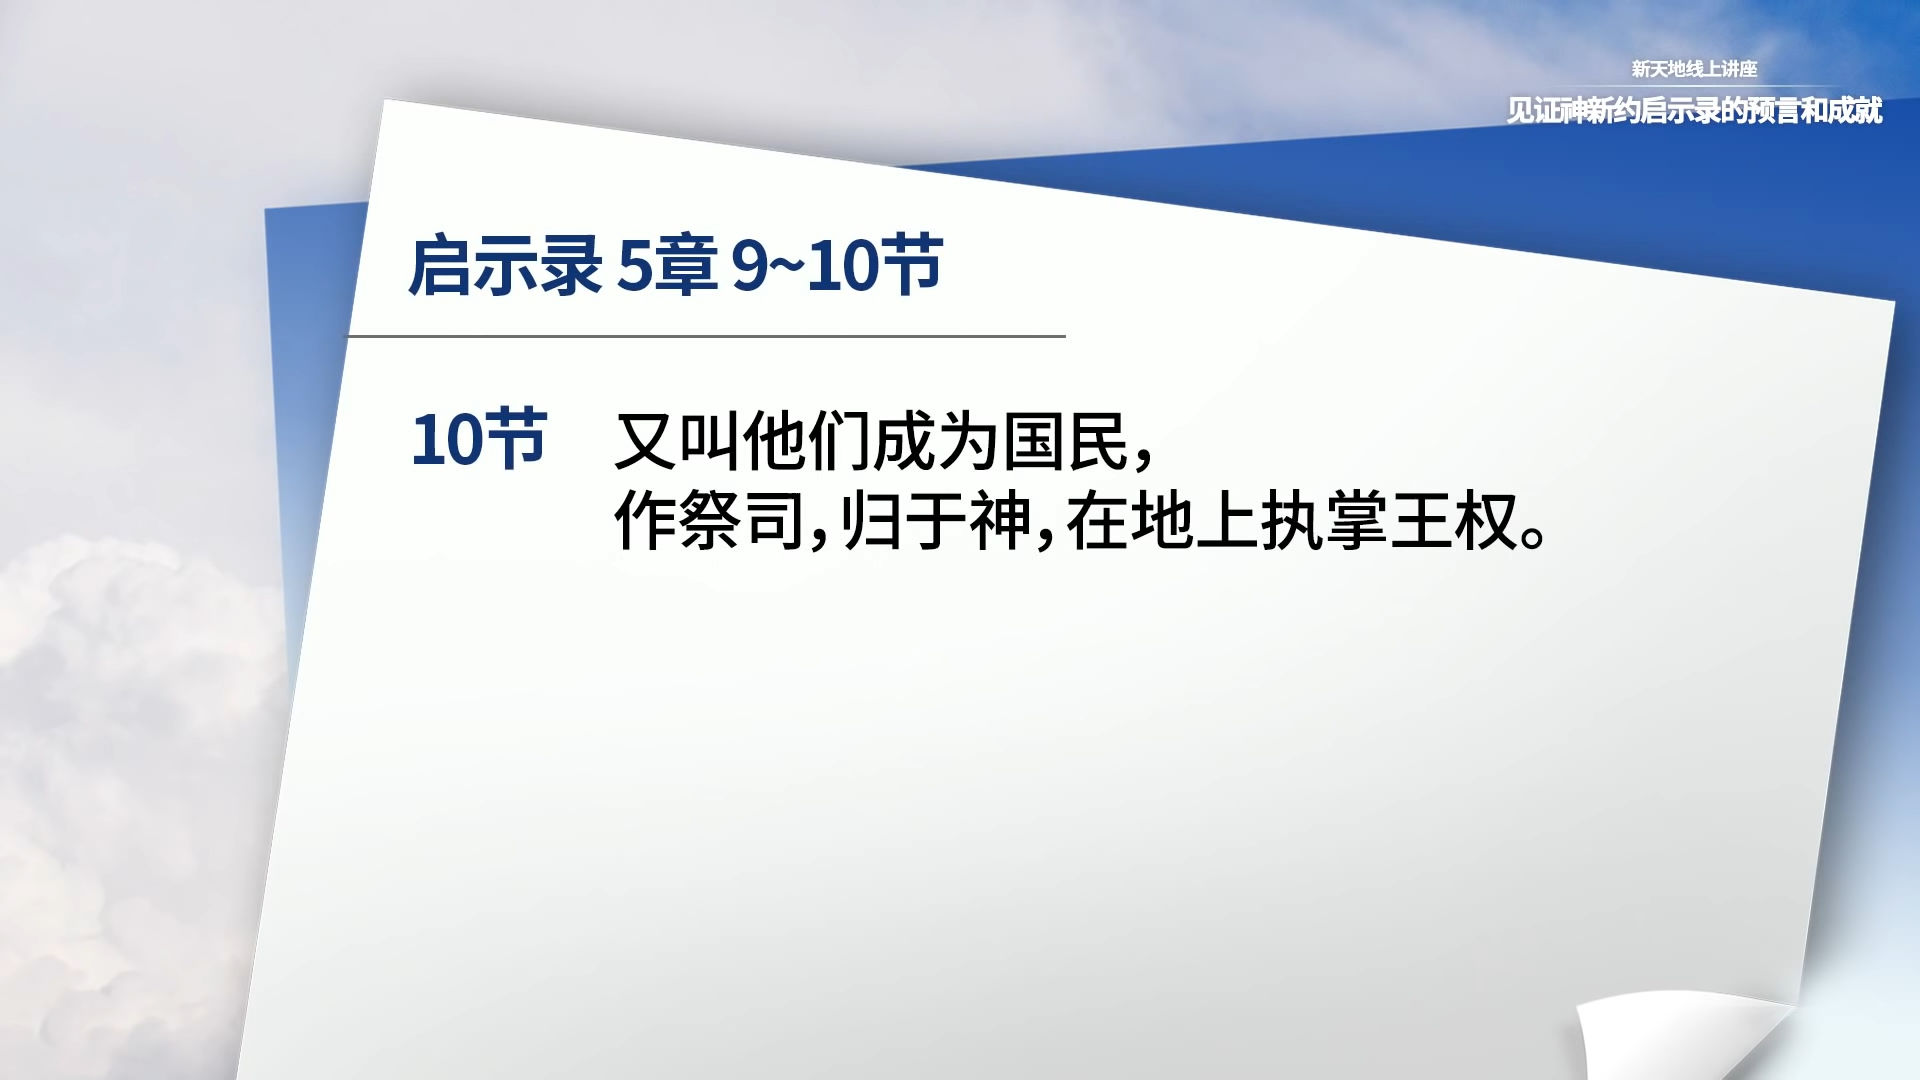 新天地线上讲座
见证神新约启示录的预言和成就
启示录 5章 9~10节
10节 又叫他们成为国民，
作祭司，归于神，在地上执掌王权。